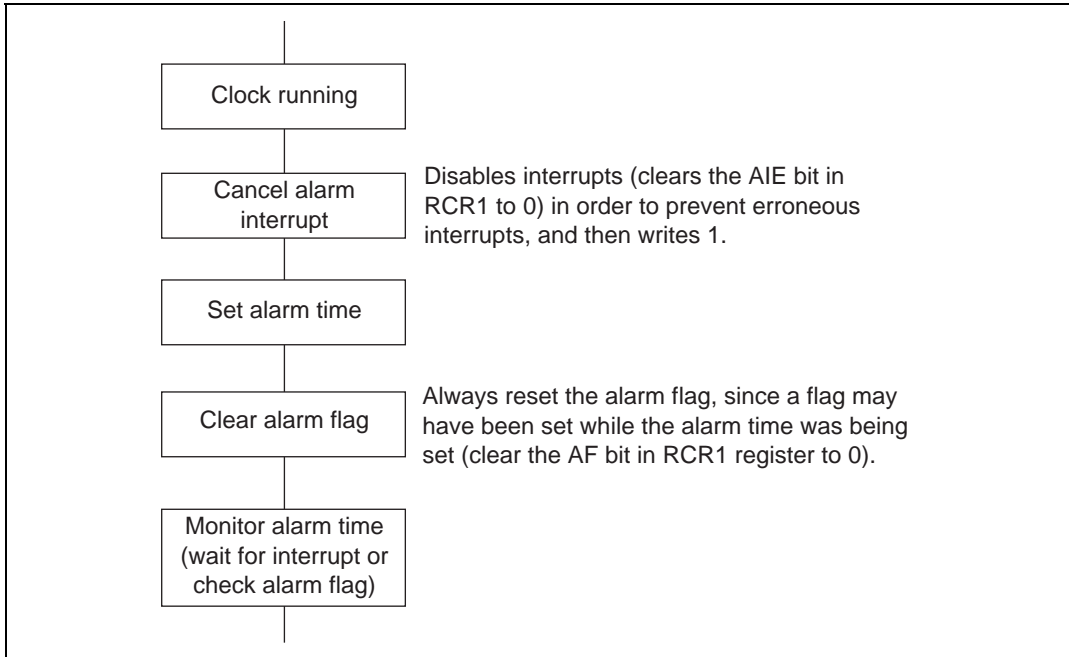 Clock running
Cancel alarm
interrupt
Disables interrupts (clears the AIE bit in
RCR1 to 0) in order to prevent erroneous
interrupts, and then writes 1.
Set alarm time
Clear alarm flag
Always reset the alarm flag, since a flag may
have been set while the alarm time was being
set (clear the AF bit in RCR1 register to 0).
Monitor alarm time
(wait for interrupt or
check alarm flag)